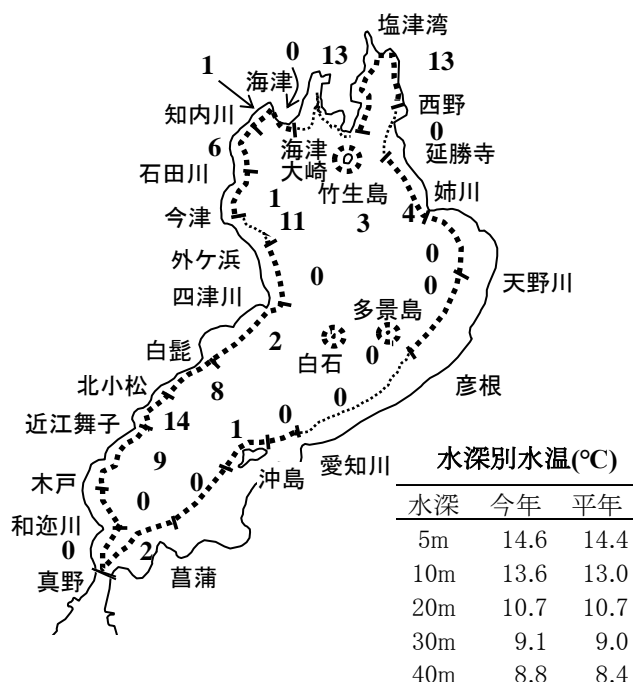 塩津湾
0
13
13
1
海津
西野
知内川
0
6
海津
大崎
延勝寺
石田川
竹生島
姉川
1
今津
11
3
4
外ケ浜
0
0
0
天野川
四津川
多景島
2
白髭
白石
0
北小松
8
0
彦根
近江舞子
14
1
0
9
愛知川
木戸
0
沖島
0
和迩川
0
2
真野
菖蒲
水深別水温(℃)
水深 今年 平年
5m 14.6 14.4
10m 13.6 13.0
20m 10.7 10.7
30m 9.1 9.0
40m 8.8 8.4